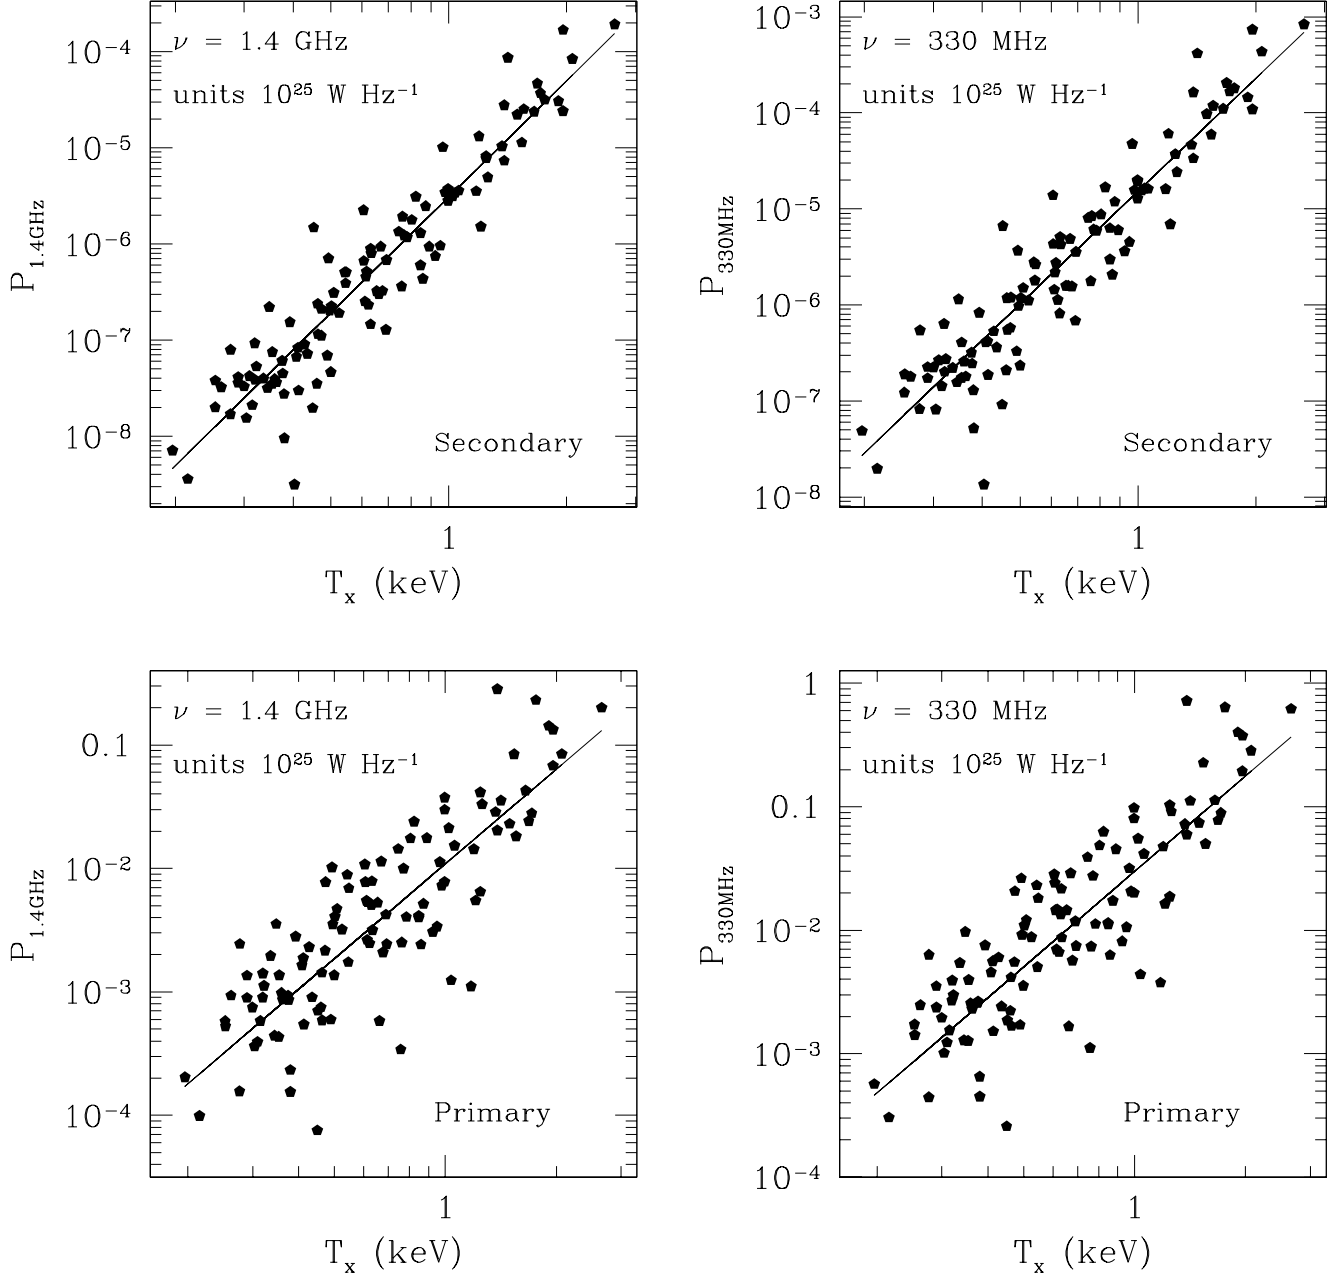 ν = 1.4 GHz
units 10²⁵ W Hz⁻¹
10⁻⁴
10⁻⁵
10⁻⁶
10⁻⁷
10⁻⁸
P1.4GHz
Secondary
1
Tx (keV)
ν = 330 MHz
units 10²⁵ W Hz⁻¹
10⁻³
10⁻⁴
10⁻⁵
10⁻⁶
10⁻⁷
10⁻⁸
P330MHz
Secondary
1
Tx (keV)
ν = 1.4 GHz
units 10²⁵ W Hz⁻¹
0.1
10⁻²
10⁻³
10⁻⁴
P1.4GHz
Primary
1
Tx (keV)
ν = 330 MHz
units 10²⁵ W Hz⁻¹
1
0.1
10⁻²
10⁻³
10⁻⁴
P330MHz
Primary
1
Tx (keV)